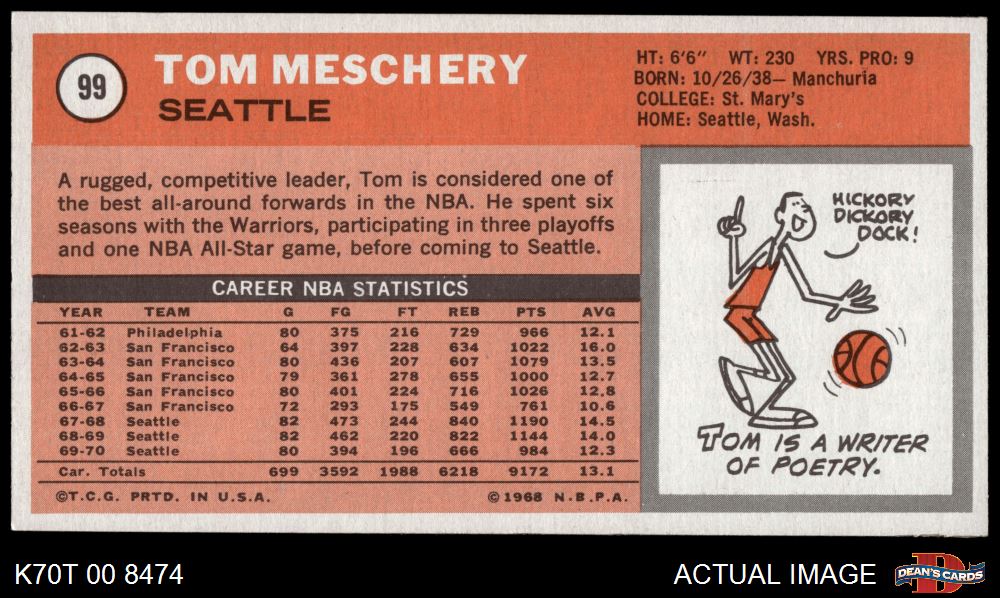 99
TOM MESCHERY
SEATTLE
HT: 6'6" WT: 230 YRS. PRO: 9
BORN: 10/26/38— Manchuria
COLLEGE: St. Mary's
HOME: Seattle, Wash.
A rugged, competitive leader, Tom is considered one of
the best all-around forwards in the NBA. He spent six
seasons with the Warriors, participating in three playoffs
and one NBA All-Star game, before coming to Seattle.
CAREER NBA STATISTICS
YEAR TEAM G FG FT REB PTS AVG
61-62 Philadelphia 80 375 216 729 966 12.1
62-63 San Francisco 64 397 228 634 1022 16.0
63-64 San Francisco 80 436 207 607 1079 13.5
64-65 San Francisco 79 361 278 655 1000 12.7
65-66 San Francisco 80 401 224 716 1026 12.8
66-67 San Francisco 72 293 175 549 761 10.6
67-68 Seattle 82 473 244 840 1190 14.5
68-69 Seattle 82 462 220 822 1144 14.0
69-70 Seattle 80 394 196 666 984 12.3
Car. Totals 699 3592 1988 6218 9172 13.1
©T.C.G. PRTD. IN U.S.A. ©1968 N.B.P.A.
HICKORY
DICKORY
DOCK!
TOM IS A WRITER
OF POETRY.
K70T 00 8474
ACTUAL IMAGE
D
DEAN'S CARDS